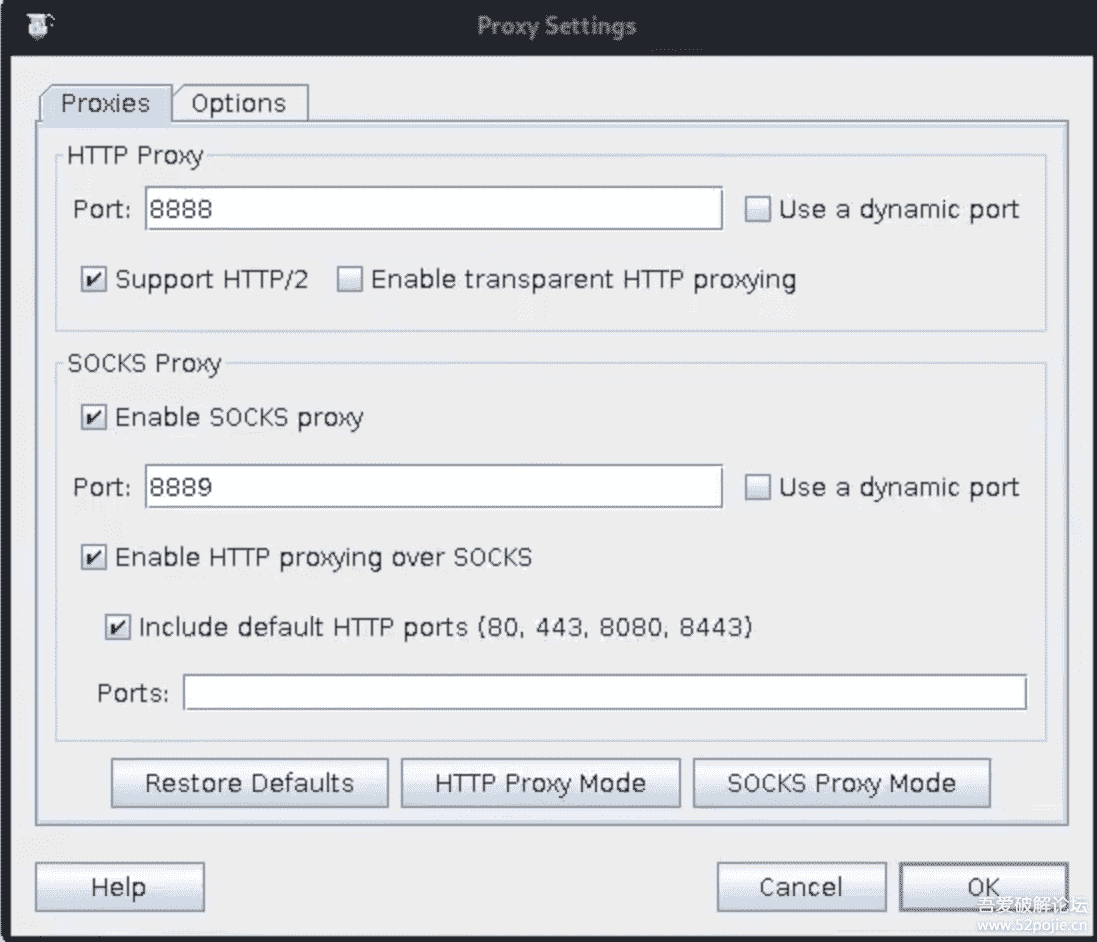 Proxy Settings
Proxies Options
HTTP Proxy
Port: 8888 Use a dynamic port
Support HTTP/2 Enable transparent HTTP proxying
SOCKS Proxy
Enable SOCKS proxy
Port: 8889 Use a dynamic port
Enable HTTP proxying over SOCKS
Include default HTTP ports (80, 443, 8080, 8443)
Ports:
Restore Defaults HTTP Proxy Mode SOCKS Proxy Mode
Help Cancel OK
吾爱破解论坛
www.52pojie.cn